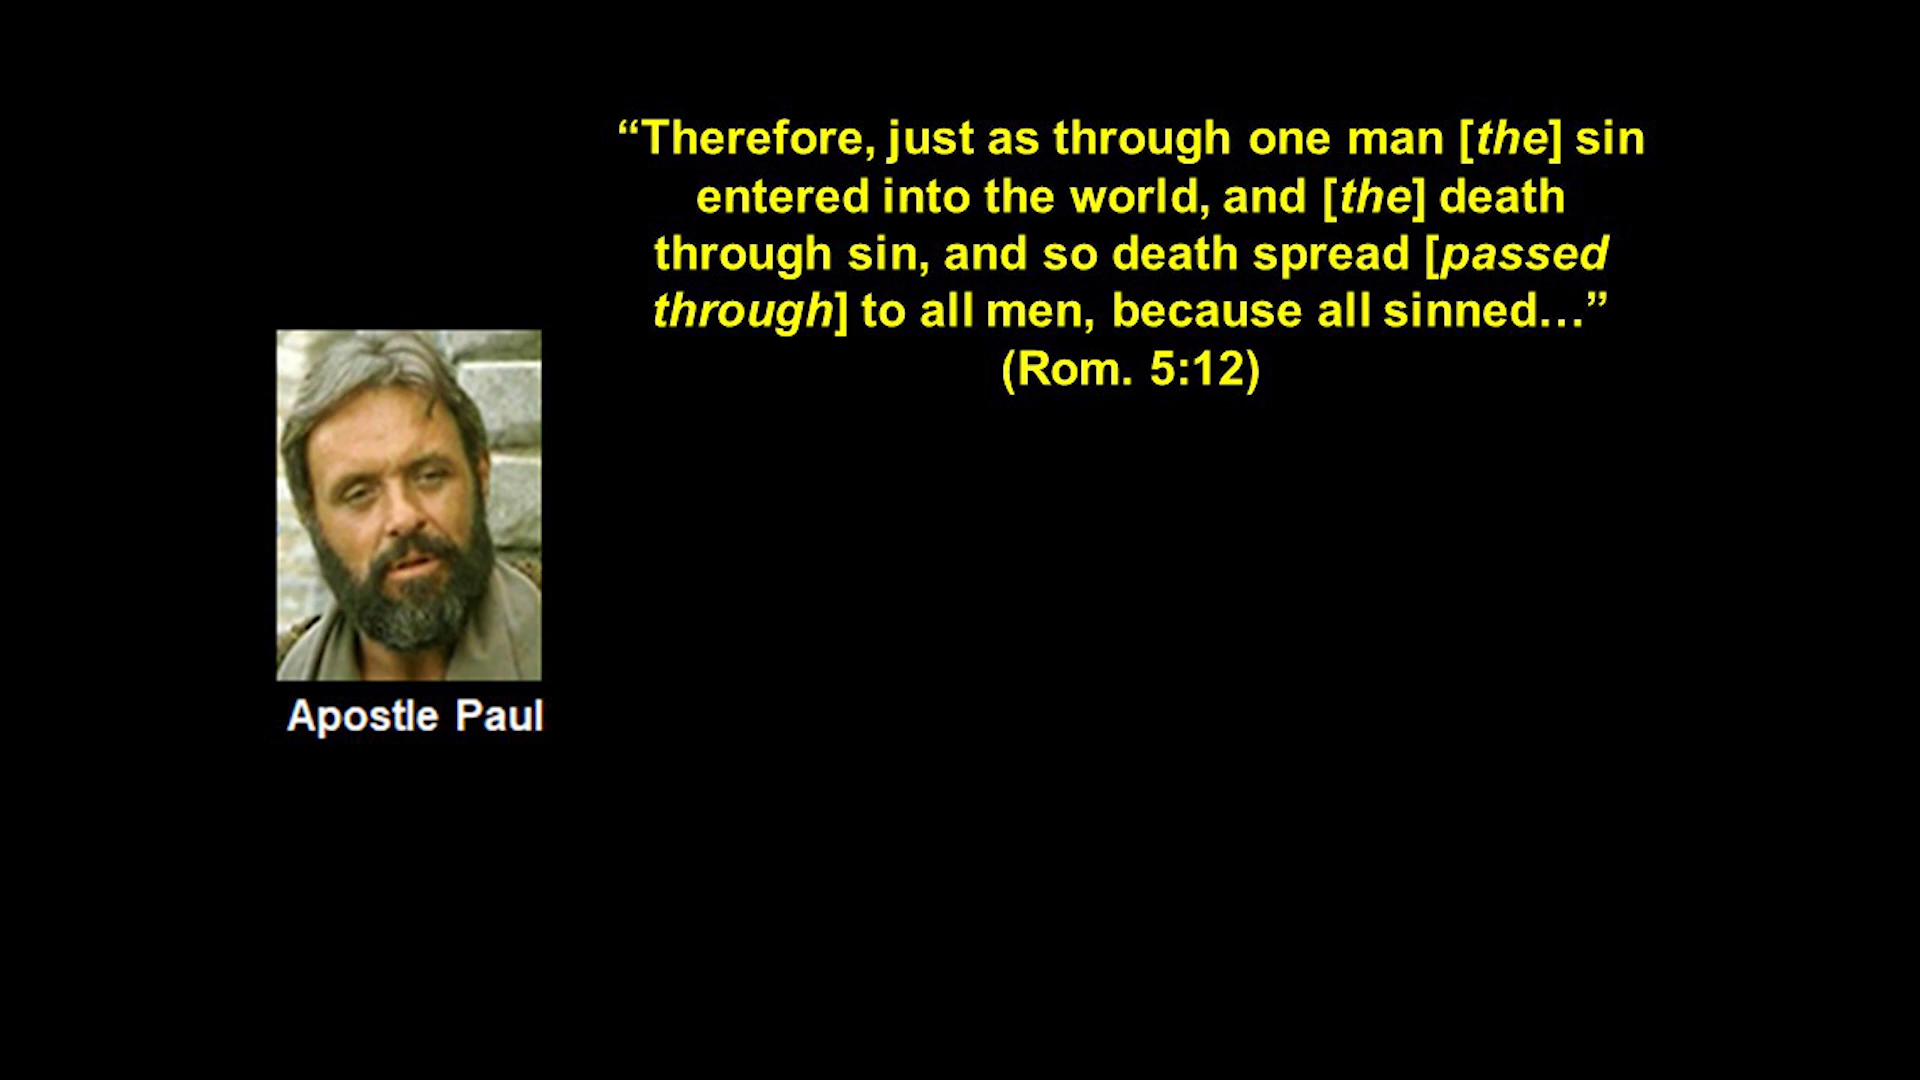 “Therefore, just as through one man [the] sin
entered into the world, and [the] death
through sin, and so death spread [passed
through] to all men, because all sinned…”
(Rom. 5:12)
Apostle Paul